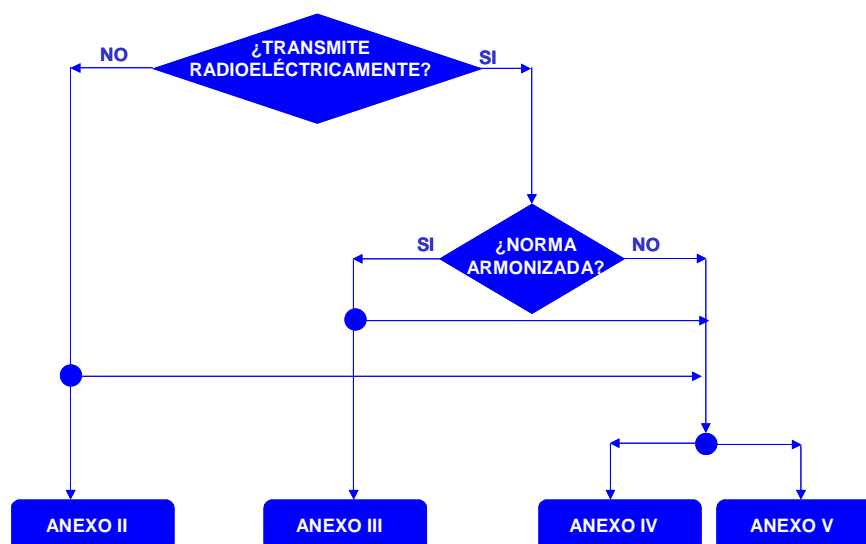 ¿TRANSMITE
RADIOELÉCTRICAMENTE?
NO
SI
¿NORMA
ARMONIZADA?
SI
NO
ANEXO II
ANEXO III
ANEXO IV
ANEXO V